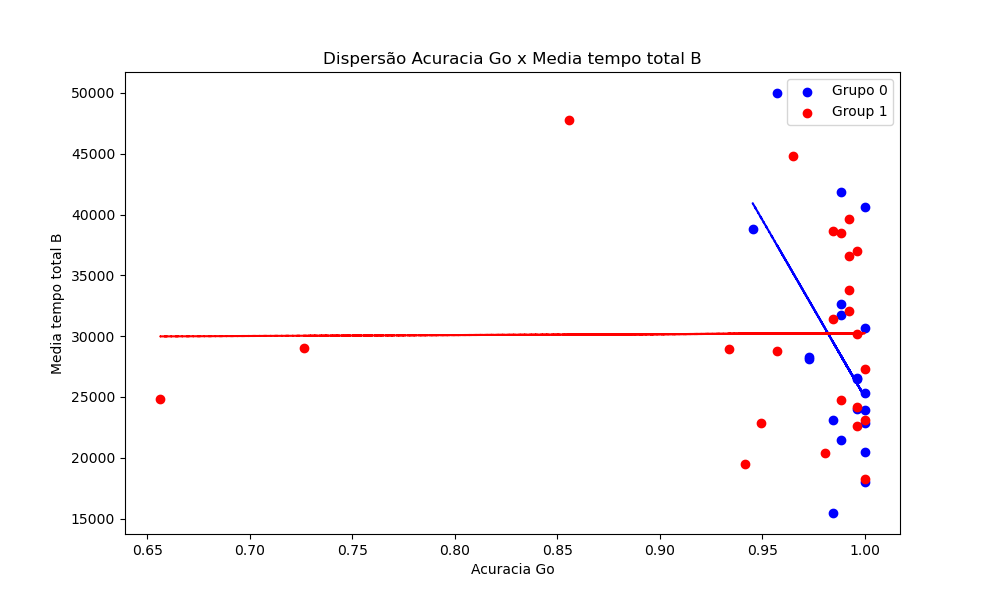 Dispersão Acuracia Go x Media tempo total B
Grupo 0
Group 1
50000
45000
40000
35000
30000
25000
20000
15000
Media tempo total B
0.65 0.70 0.75 0.80 0.85 0.90 0.95 1.00
Acuracia Go